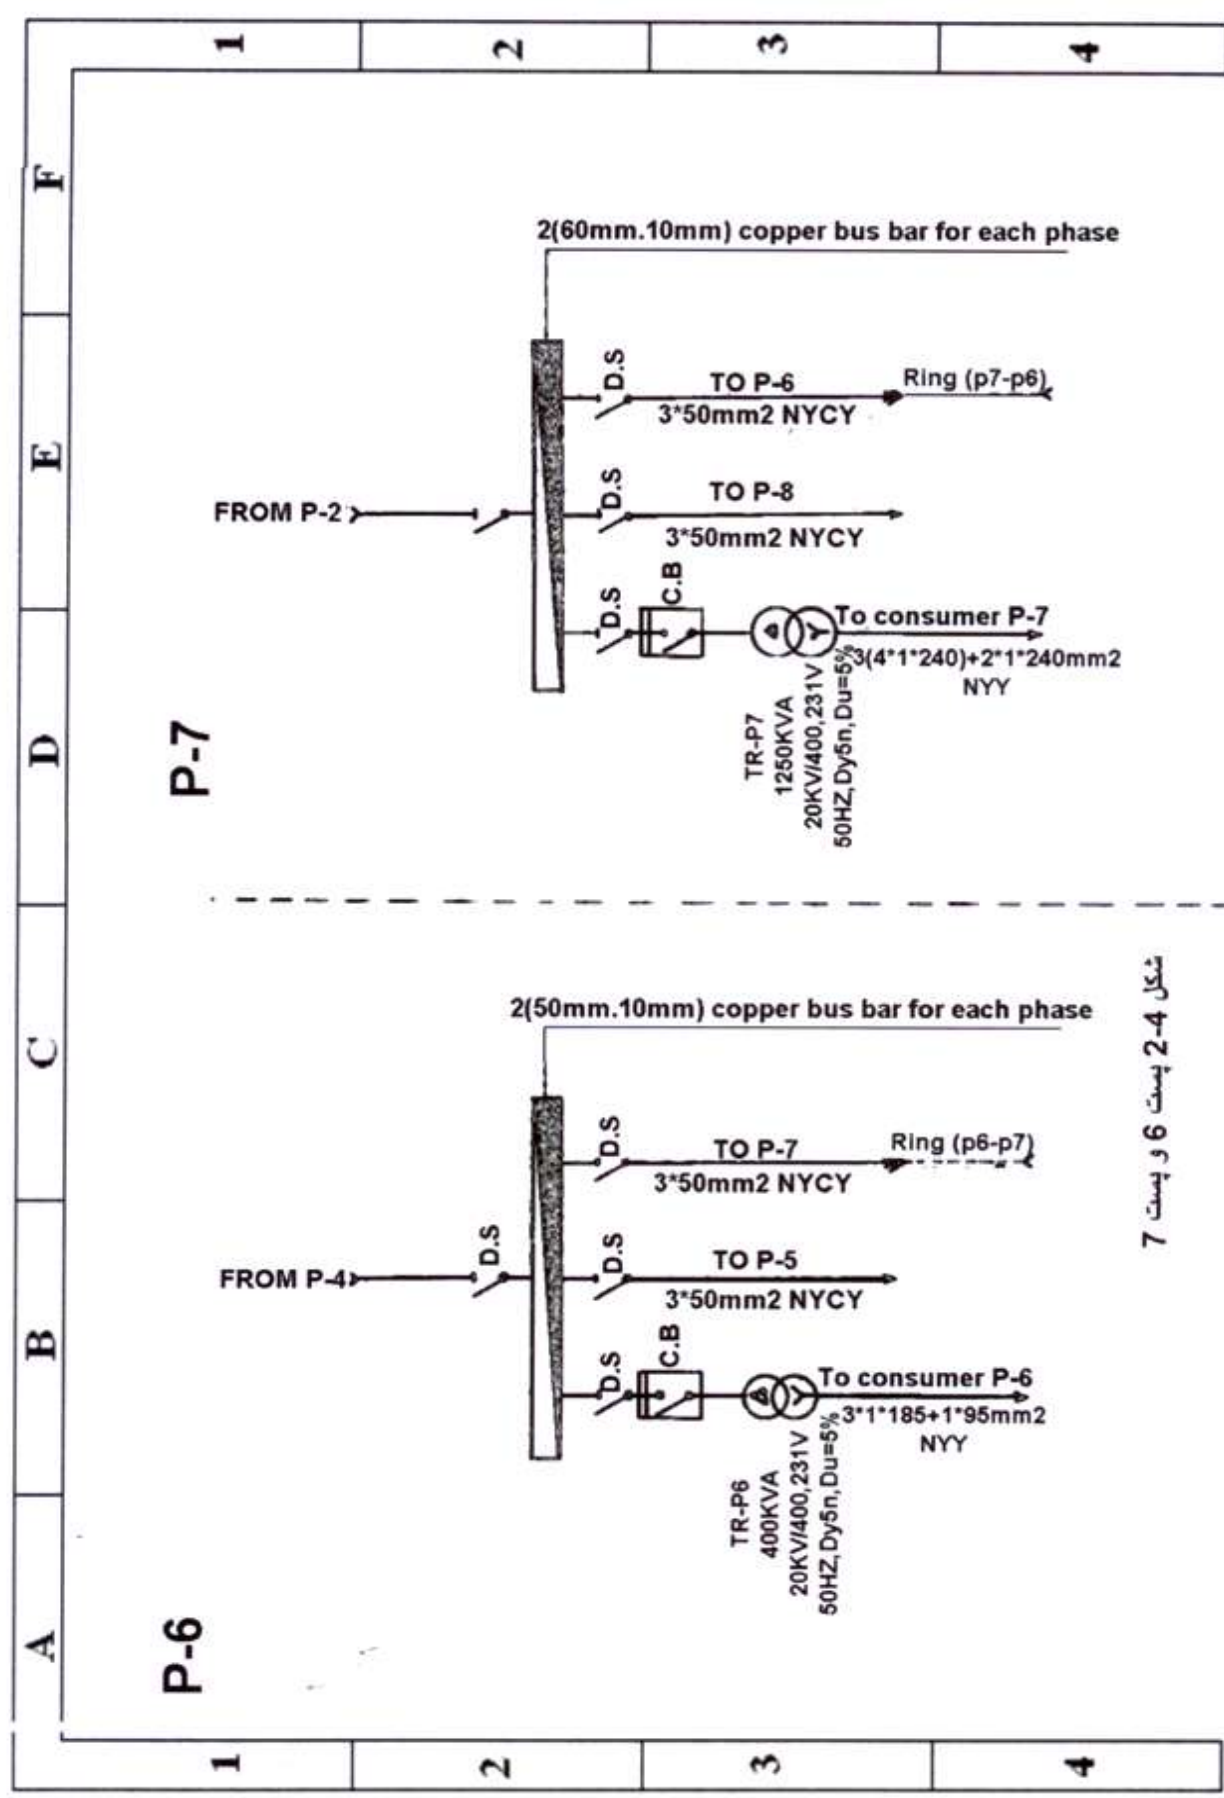 A
B
C
D
E
F
1
2
3
4
1
2
3
4
P-6
FROM P-4
D.S
2(50mm.10mm) copper bus bar for each phase
D.S
TO P-7
3*50mm2 NYCY
Ring (p6-p7)
D.S
TO P-5
3*50mm2 NYCY
D.S
C.B
To consumer P-6
3*1*185+1*95mm2
NYY
TR-P6
400KVA
20KV/400,231V
50HZ,Dy5n,Du=5%
P-7
FROM P-2
2(60mm.10mm) copper bus bar for each phase
D.S
TO P-6
3*50mm2 NYCY
Ring (p7-p6)
D.S
TO P-8
3*50mm2 NYCY
D.S
C.B
To consumer P-7
3(4*1*240)+2*1*240mm2
NYY
TR-P7
1250KVA
20KV/400,231V
50HZ,Dy5n,Du=5%
شکل 4-2 پست 6 و پست 7